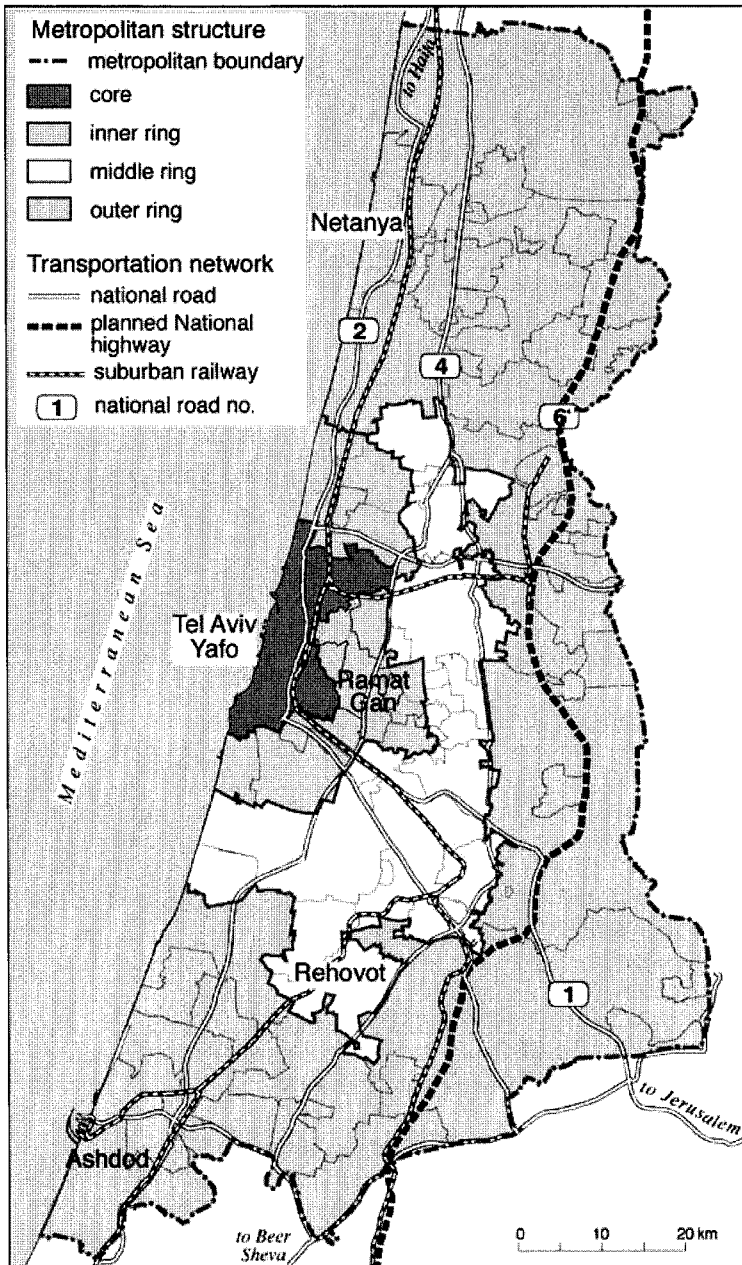 Metropolitan structure
metropolitan boundary
core
inner ring
middle ring
outer ring
Transportation network
national road
planned National
highway
suburban railway
1 national road no.
to Haifa
Netanya
2
4
6
Mediterranean Sea
Tel Aviv
Yafo
Ramat
Gan
Rehovot
1
to Jerusalem
Ashdod
to Beer
Sheva
0 10 20 km